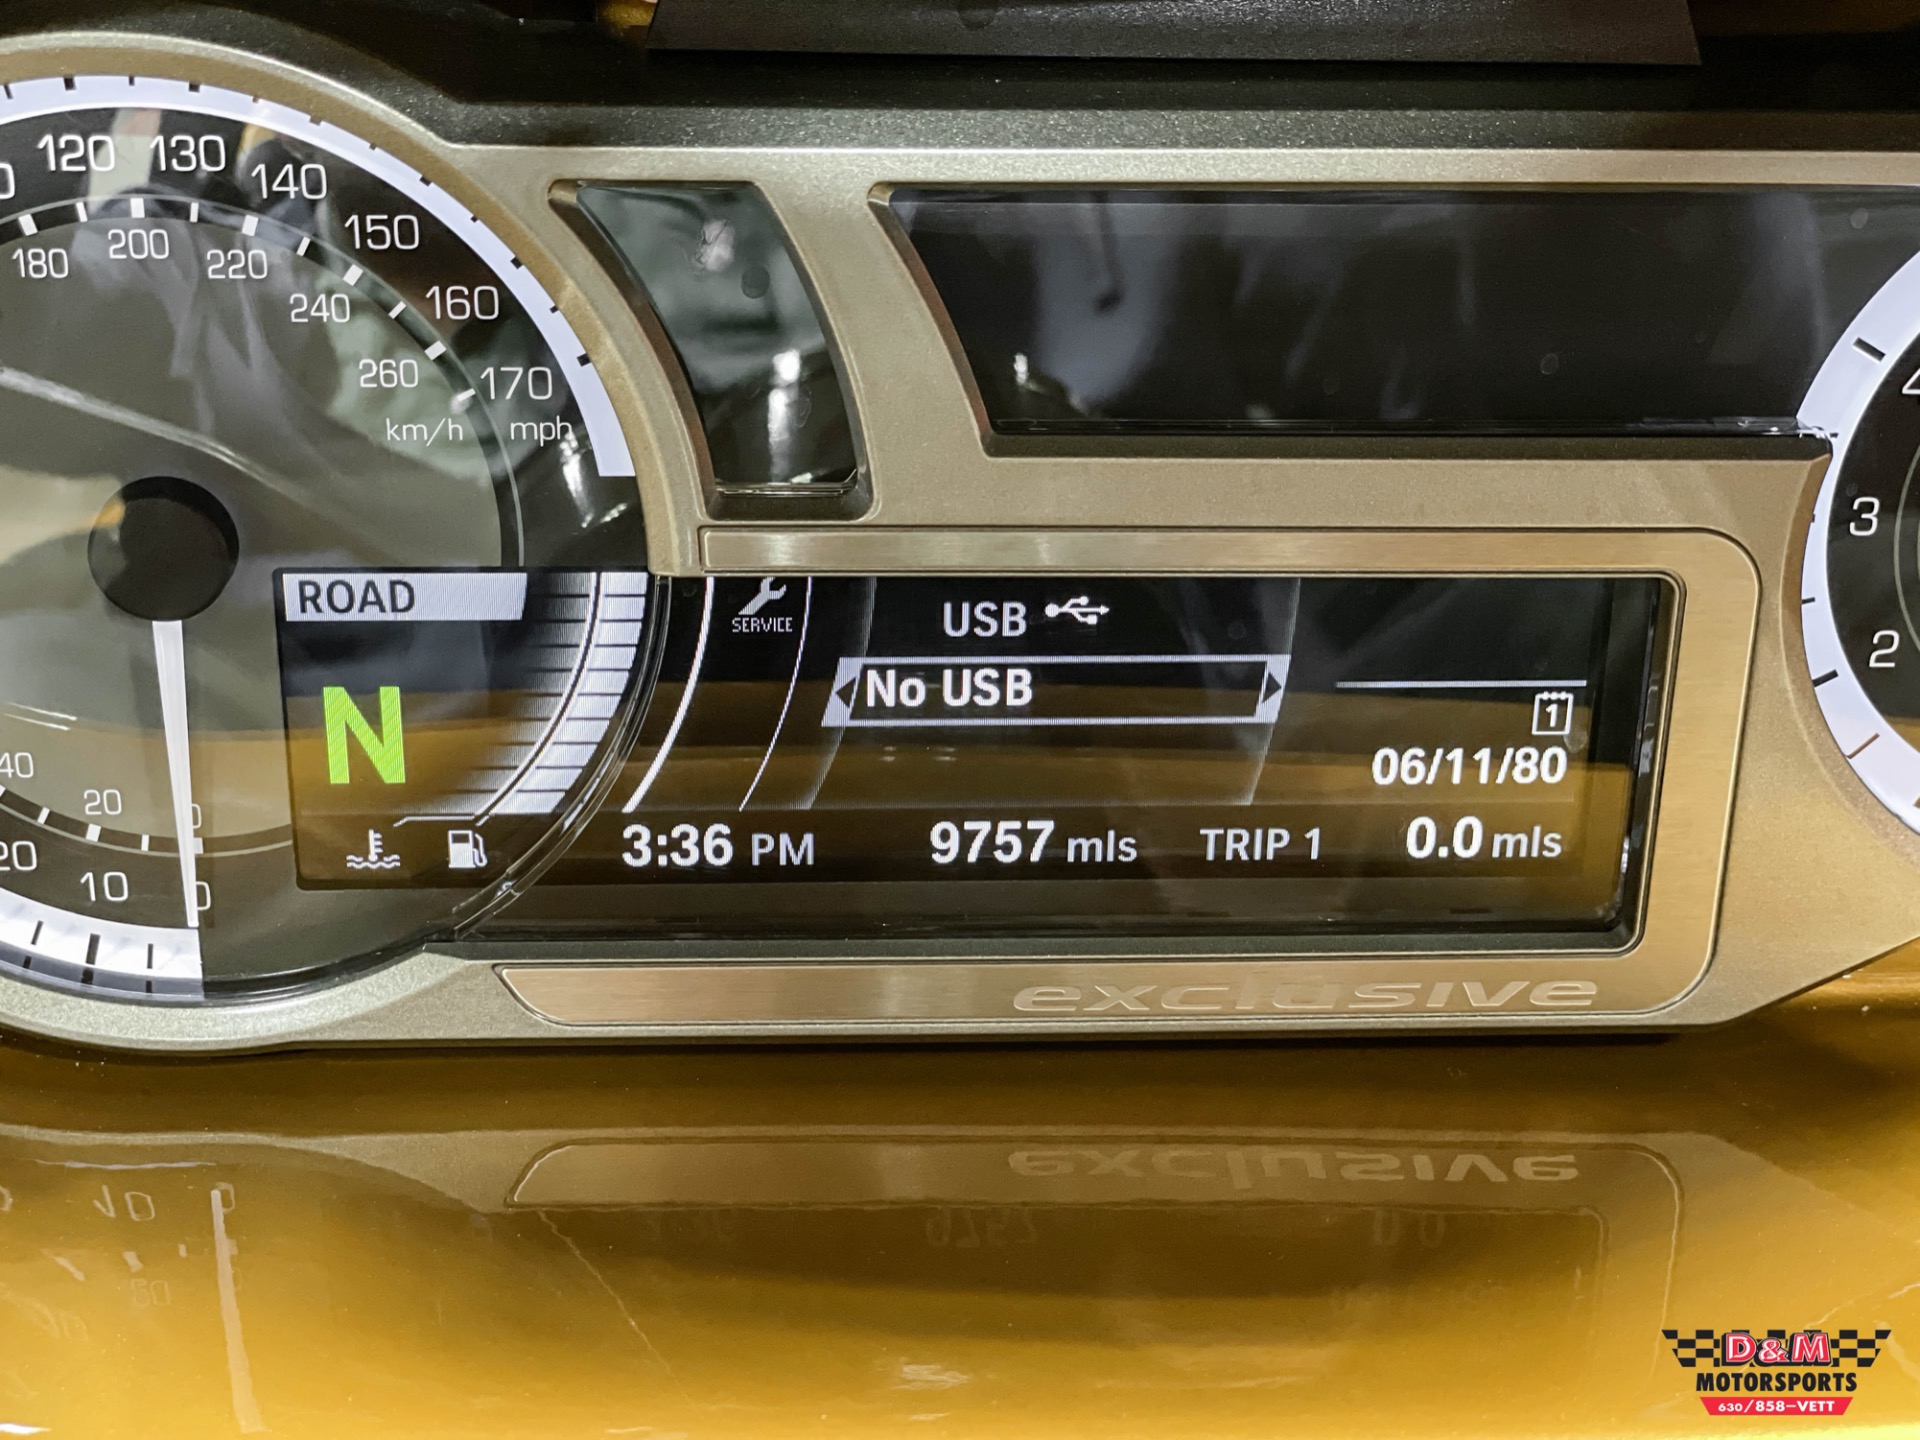 120 130 140 150 160 170
180 200 220 240 260
km/h mph
40 20
20 10 0
ROAD
N
SERVICE
USB
No USB
1
06/11/80
3:36 PM 9757 mls TRIP 1 0.0 mls
exclusive
4
3
2
D&M
MOTORSPORTS
630/858-VETT